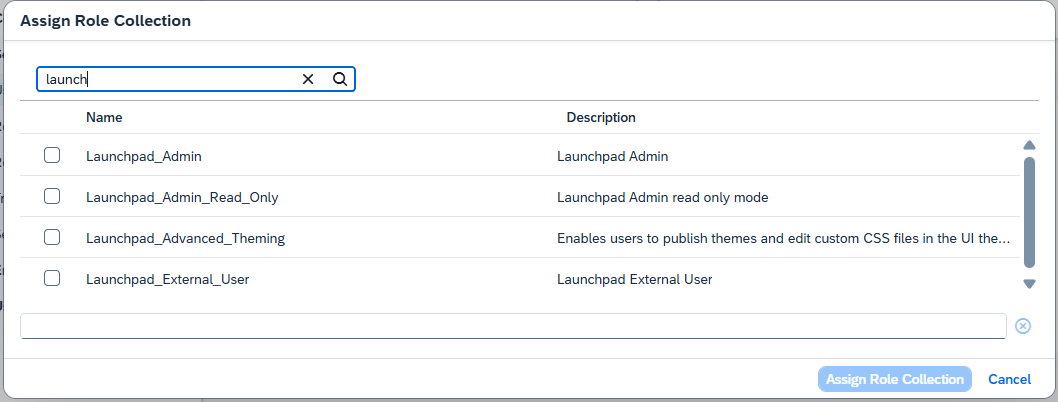 Assign Role Collection
launch
Name Description
Launchpad_Admin Launchpad Admin
Launchpad_Admin_Read_Only Launchpad Admin read only mode
Launchpad_Advanced_Theming Enables users to publish themes and edit custom CSS files in the UI the...
Launchpad_External_User Launchpad External User
Assign Role Collection Cancel